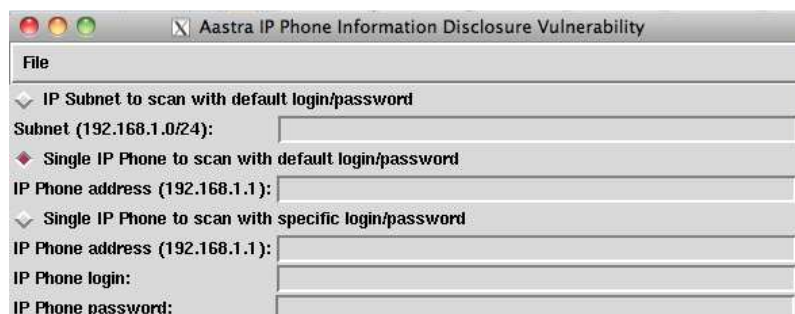 X Aastra IP Phone Information Disclosure Vulnerability
File
IP Subnet to scan with default login/password
Subnet (192.168.1.0/24):
Single IP Phone to scan with default login/password
IP Phone address (192.168.1.1):
Single IP Phone to scan with specific login/password
IP Phone address (192.168.1.1):
IP Phone login:
IP Phone password: